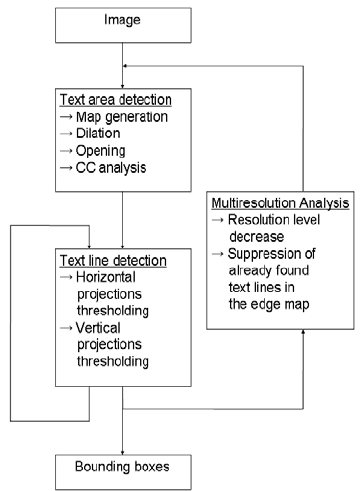 Image
Text area detection
→ Map generation
→ Dilation
→ Opening
→ CC analysis
Multiresolution Analysis
→ Resolution level
decrease
→ Suppression of
already found
text lines in
the edge map
Text line detection
→ Horizontal
projections
thresholding
→ Vertical
projections
thresholding
Bounding boxes